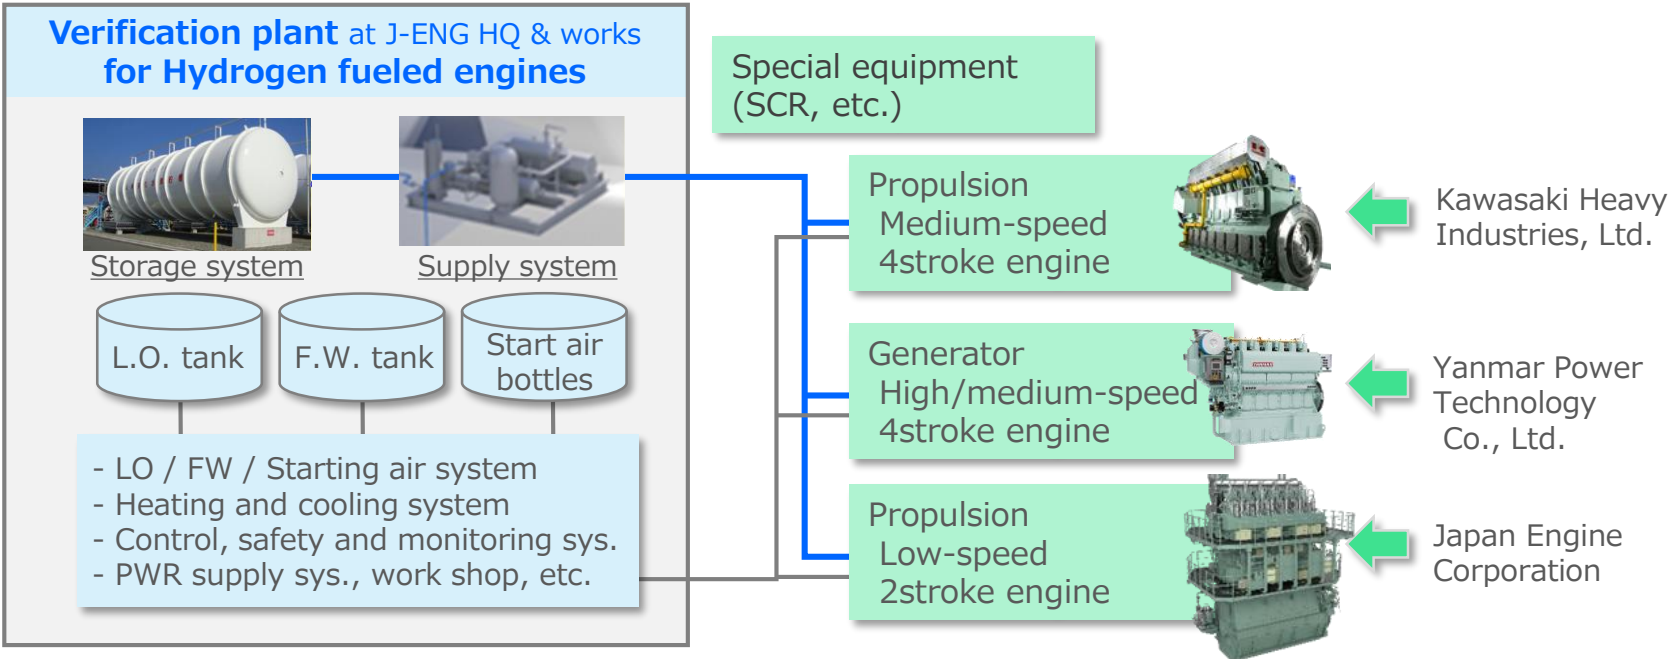 Verification plant at J-ENG HQ & works
for Hydrogen fueled engines
Storage system
Supply system
L.O. tank
F.W. tank
Start air
bottles
- LO / FW / Starting air system
- Heating and cooling system
- Control, safety and monitoring sys.
- PWR supply sys., work shop, etc.
Special equipment
(SCR, etc.)
Propulsion
Medium-speed
4stroke engine
Kawasaki Heavy
Industries, Ltd.
Generator
High/medium-speed
4stroke engine
Yanmar Power
Technology
Co., Ltd.
Propulsion
Low-speed
2stroke engine
Japan Engine
Corporation